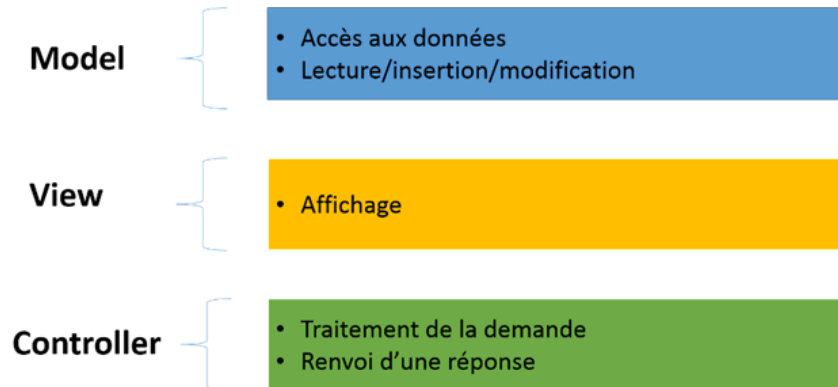 Model
• Accès aux données
• Lecture/insertion/modification
View
• Affichage
Controller
• Traitement de la demande
• Renvoi d'une réponse